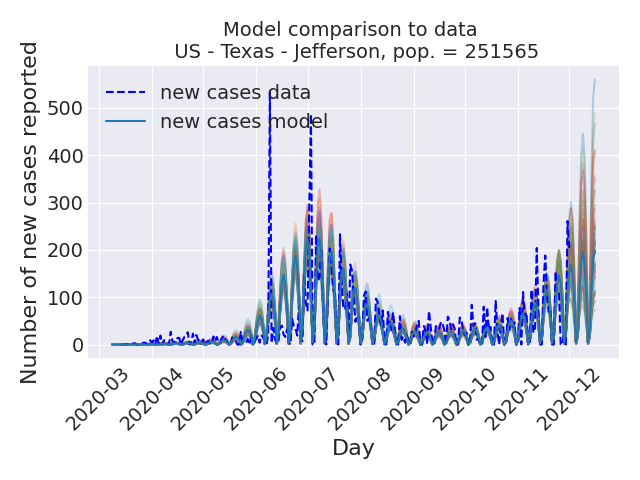 Model comparison to data
US - Texas - Jefferson, pop. = 251565
Number of new cases reported
new cases data
new cases model
500
400
300
200
100
0
2020-03
2020-04
2020-05
2020-06
2020-07
2020-08
2020-09
2020-10
2020-11
2020-12
Day